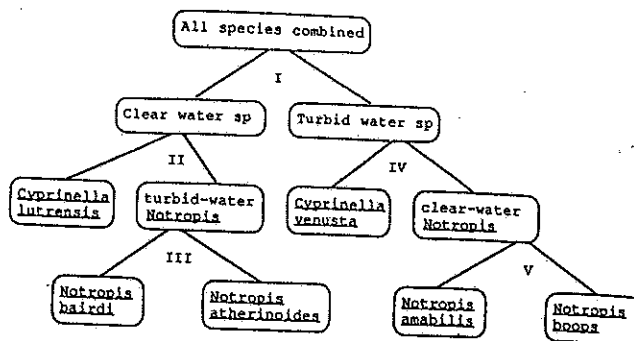 All species combined
I
Clear water sp
Turbid water sp
II
IV
Cyprinella
lutrensis
turbid-water
Notropis
Cyprinella
venusta
clear-water
Notropis
III
V
Notropis
bairdi
Notropis
atherinoides
Notropis
amabilis
Notropis
boops